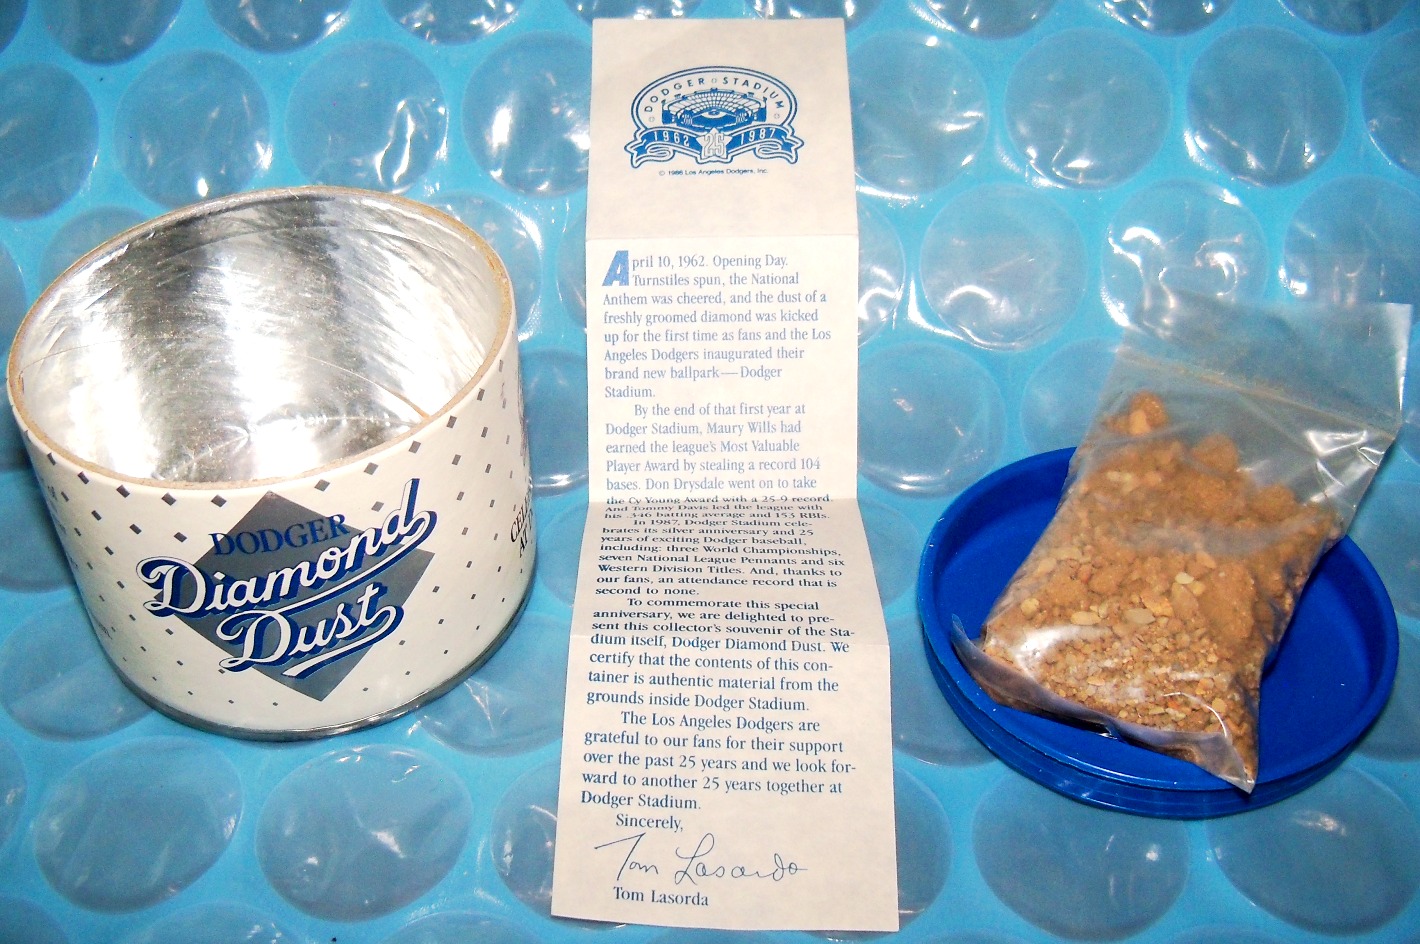 DODGER
Diamond
Dust
DODGER STADIUM
1962 25 1987
© 1986 Los Angeles Dodgers, Inc.
April 10, 1962. Opening Day.
Turnstiles spun, the National
Anthem was cheered, and the dust of a
freshly groomed diamond was kicked
up for the first time as fans and the Los
Angeles Dodgers inaugurated their
brand new ballpark—Dodger
Stadium.
By the end of that first year at
Dodger Stadium, Maury Wills had
earned the league's Most Valuable
Player Award by stealing a record 104
bases. Don Drysdale went on to take
the Cy Young Award with a 25-9 record.
And Tommy Davis led the league with
his .346 batting average and 153 RBIs.
In 1987, Dodger Stadium cele-
brates its silver anniversary and 25
years of exciting Dodger baseball,
including: three World Championships,
seven National League Pennants and six
Western Division Titles. And, thanks to
our fans, an attendance record that is
second to none.
To commemorate this special
anniversary, we are delighted to pre-
sent this collector's souvenir of the Sta-
dium itself, Dodger Diamond Dust. We
certify that the contents of this con-
tainer is authentic material from the
grounds inside Dodger Stadium.
The Los Angeles Dodgers are
grateful to our fans for their support
over the past 25 years and we look for-
ward to another 25 years together at
Dodger Stadium.
Sincerely,
Tom Lasorda
Tom Lasorda